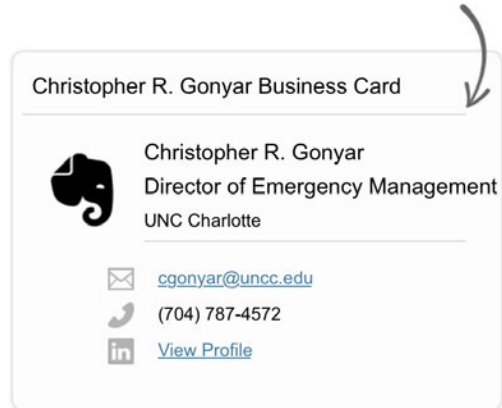 Christopher R. Gonyar Business Card
Christopher R. Gonyar
Director of Emergency Management
UNC Charlotte
cgonyar@uncc.edu
(704) 787-4572
in
View Profile